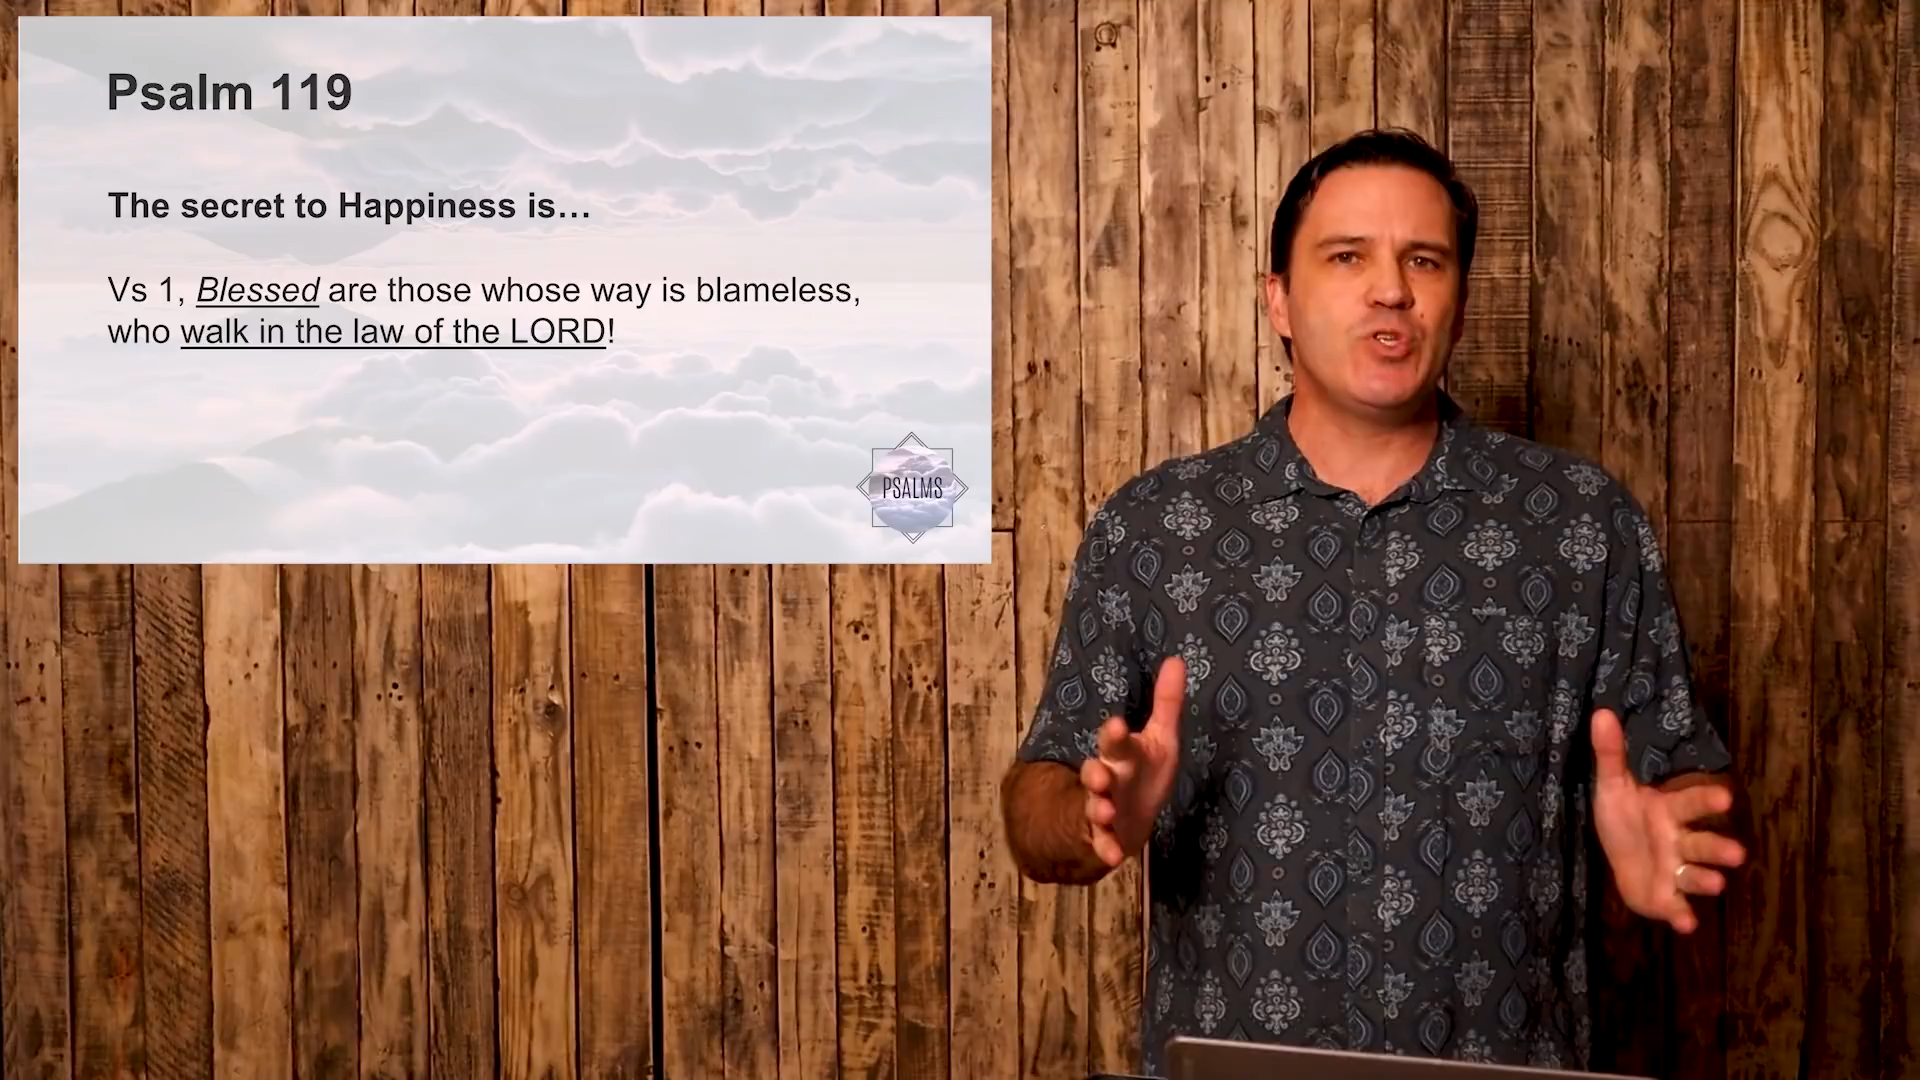 Psalm 119
The secret to Happiness is…
Vs 1, Blessed are those whose way is blameless,
who walk in the law of the LORD!
PSALMS